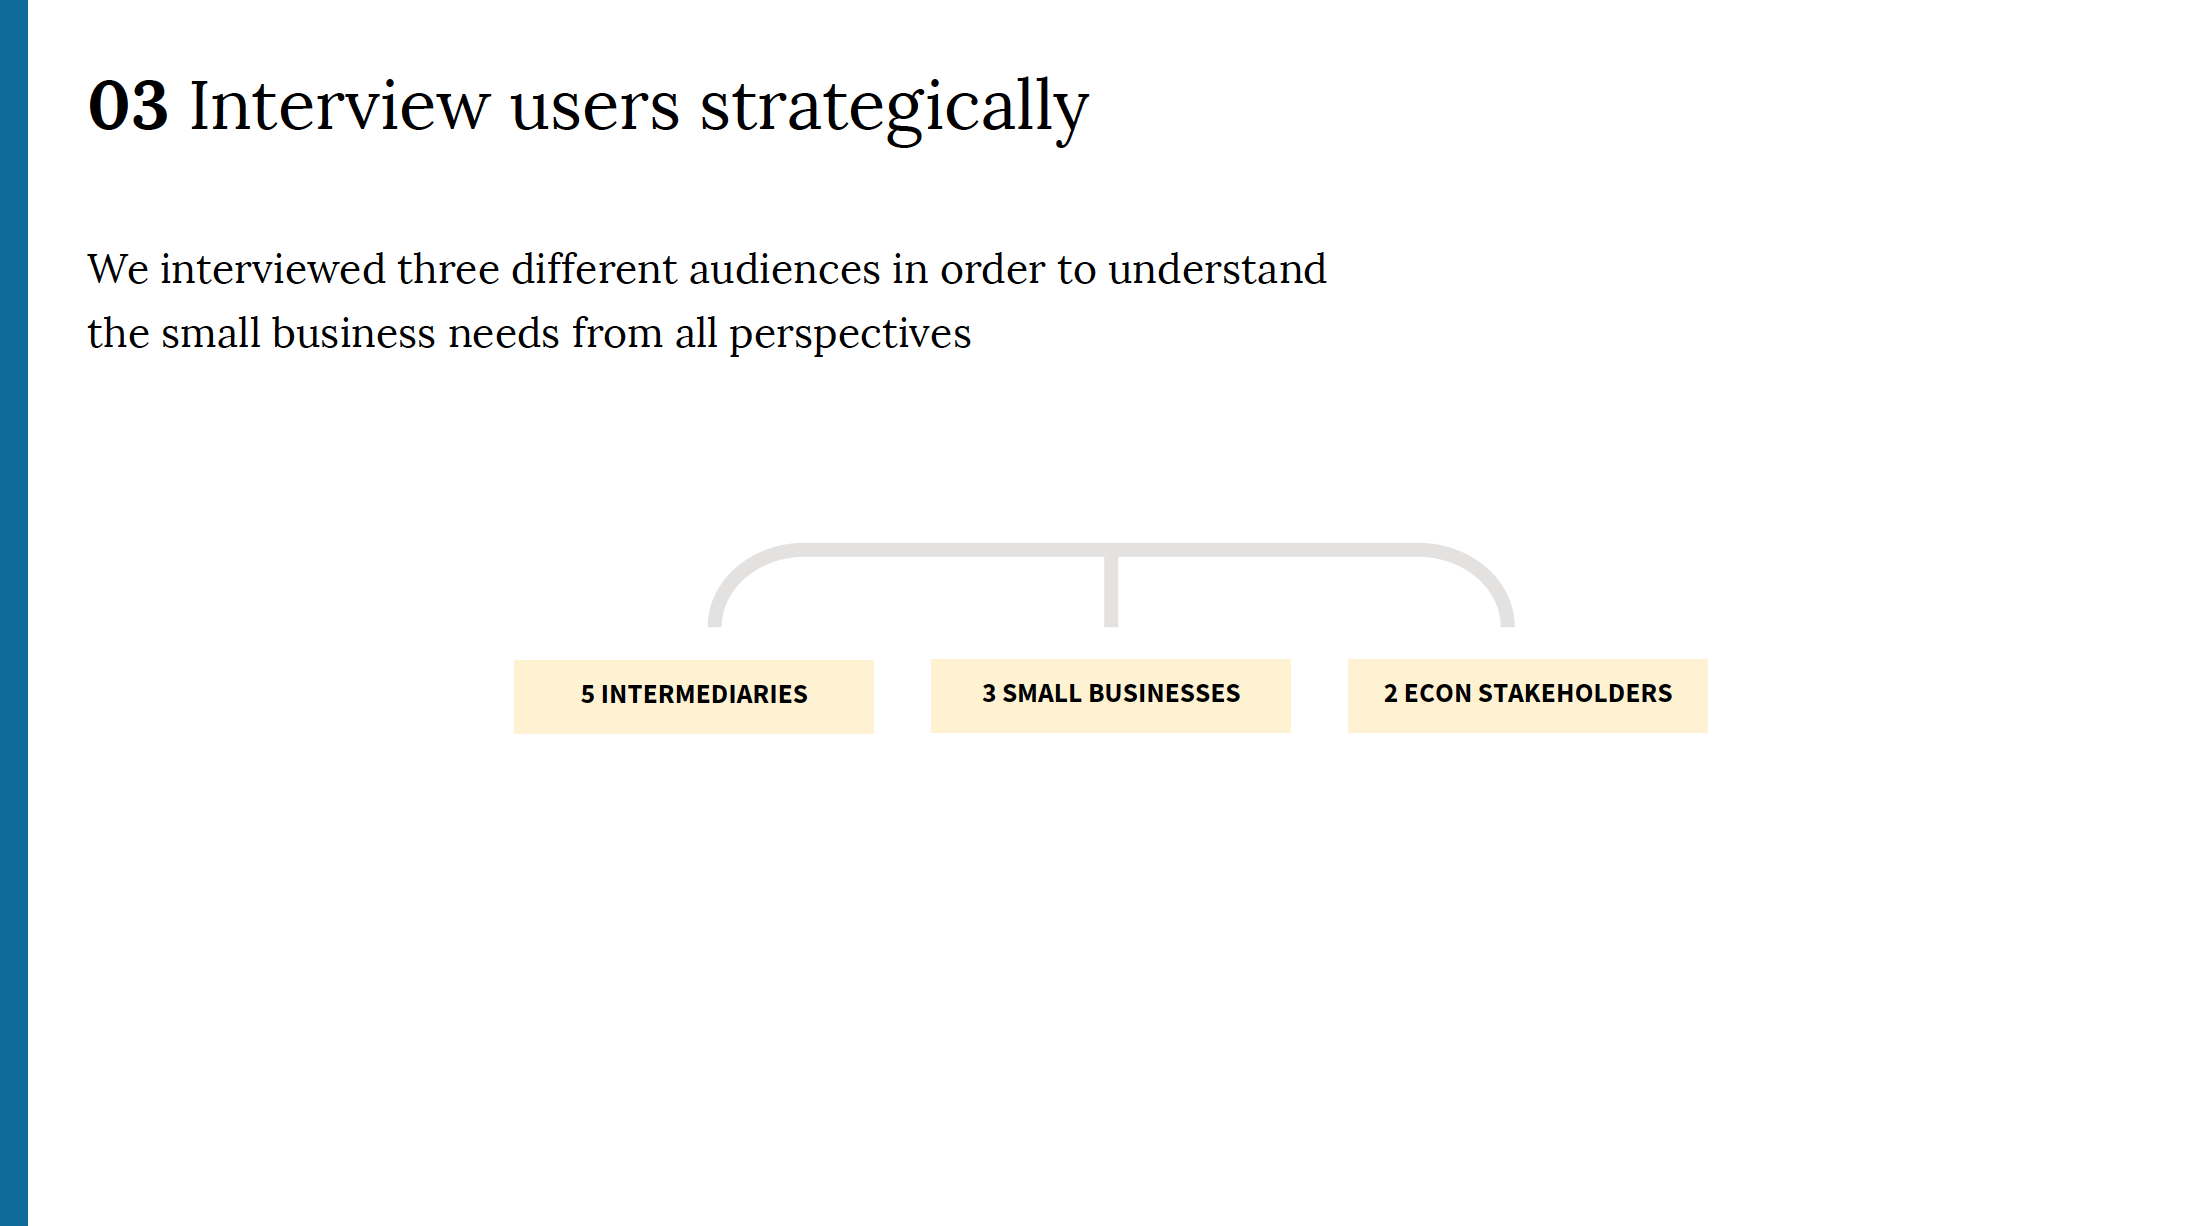 03 Interview users strategically
We interviewed three different audiences in order to understand
the small business needs from all perspectives
5 INTERMEDIARIES
3 SMALL BUSINESSES
2 ECON STAKEHOLDERS